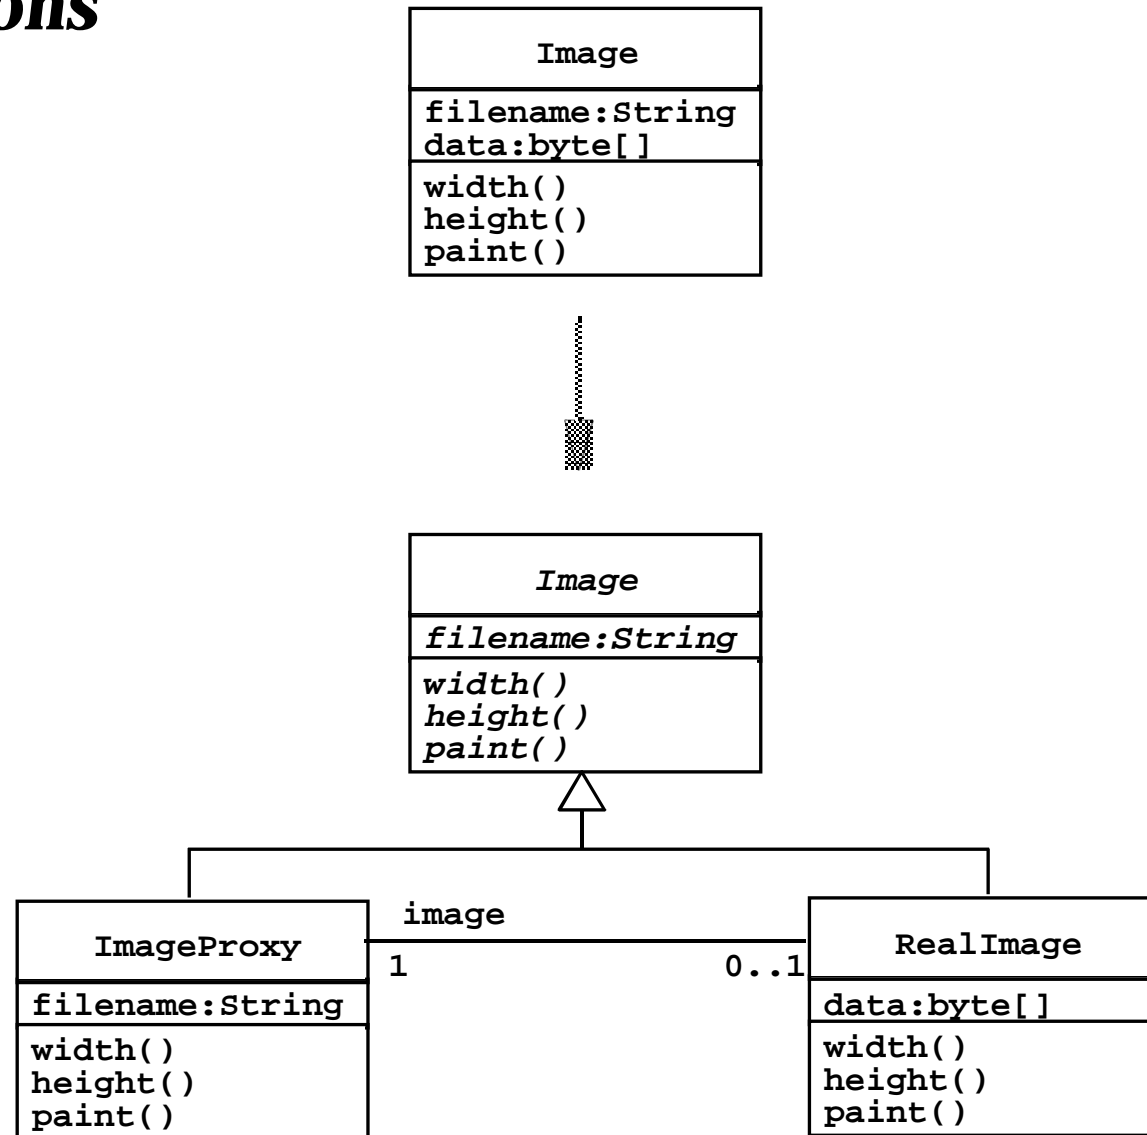 ons
Image
filename:String
data:byte[]
width()
height()
paint()
Image
filename:String
width()
height()
paint()
image
ImageProxy
1
0..1
RealImage
filename:String
width()
height()
paint()
data:byte[]
width()
height()
paint()